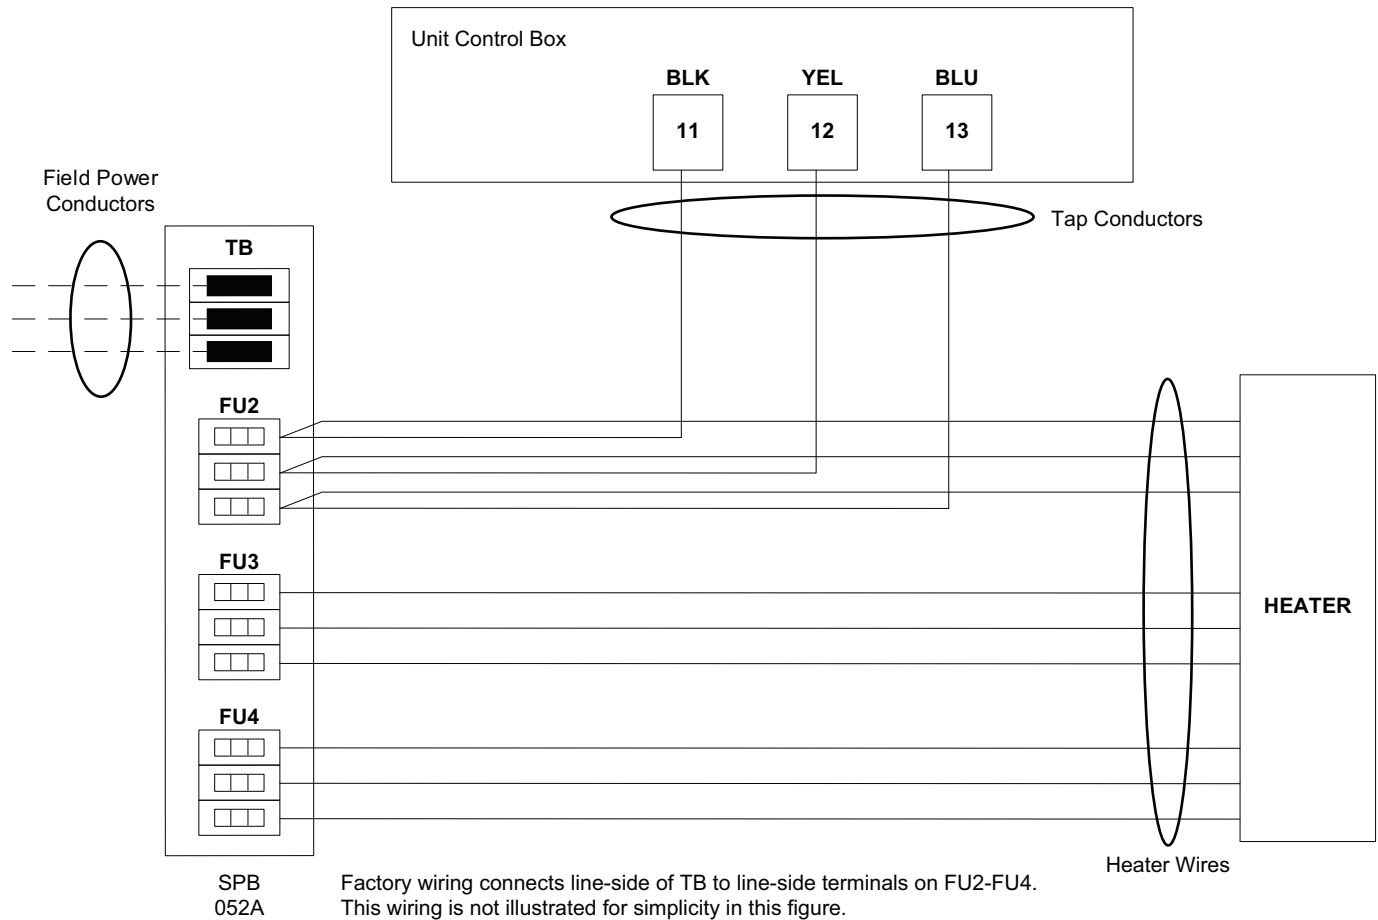 Unit Control Box
BLK
YEL
BLU
11
12
13
Field Power
Conductors
Tap Conductors
TB
FU2
FU3
HEATER
FU4
Heater Wires
SPB
052A
Factory wiring connects line-side of TB to line-side terminals on FU2-FU4.
This wiring is not illustrated for simplicity in this figure.